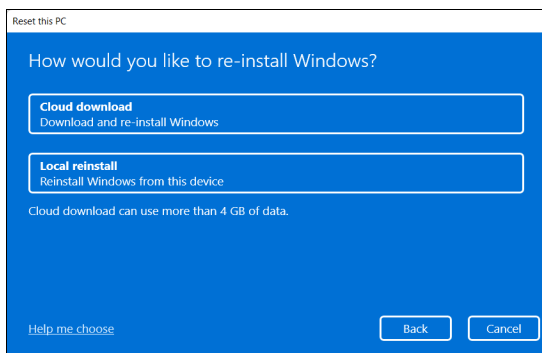 Reset this PC
How would you like to re-install Windows?
Cloud download
Download and re-install Windows
Local reinstall
Reinstall Windows from this device
Cloud download can use more than 4 GB of data.
Help me choose
Back
Cancel